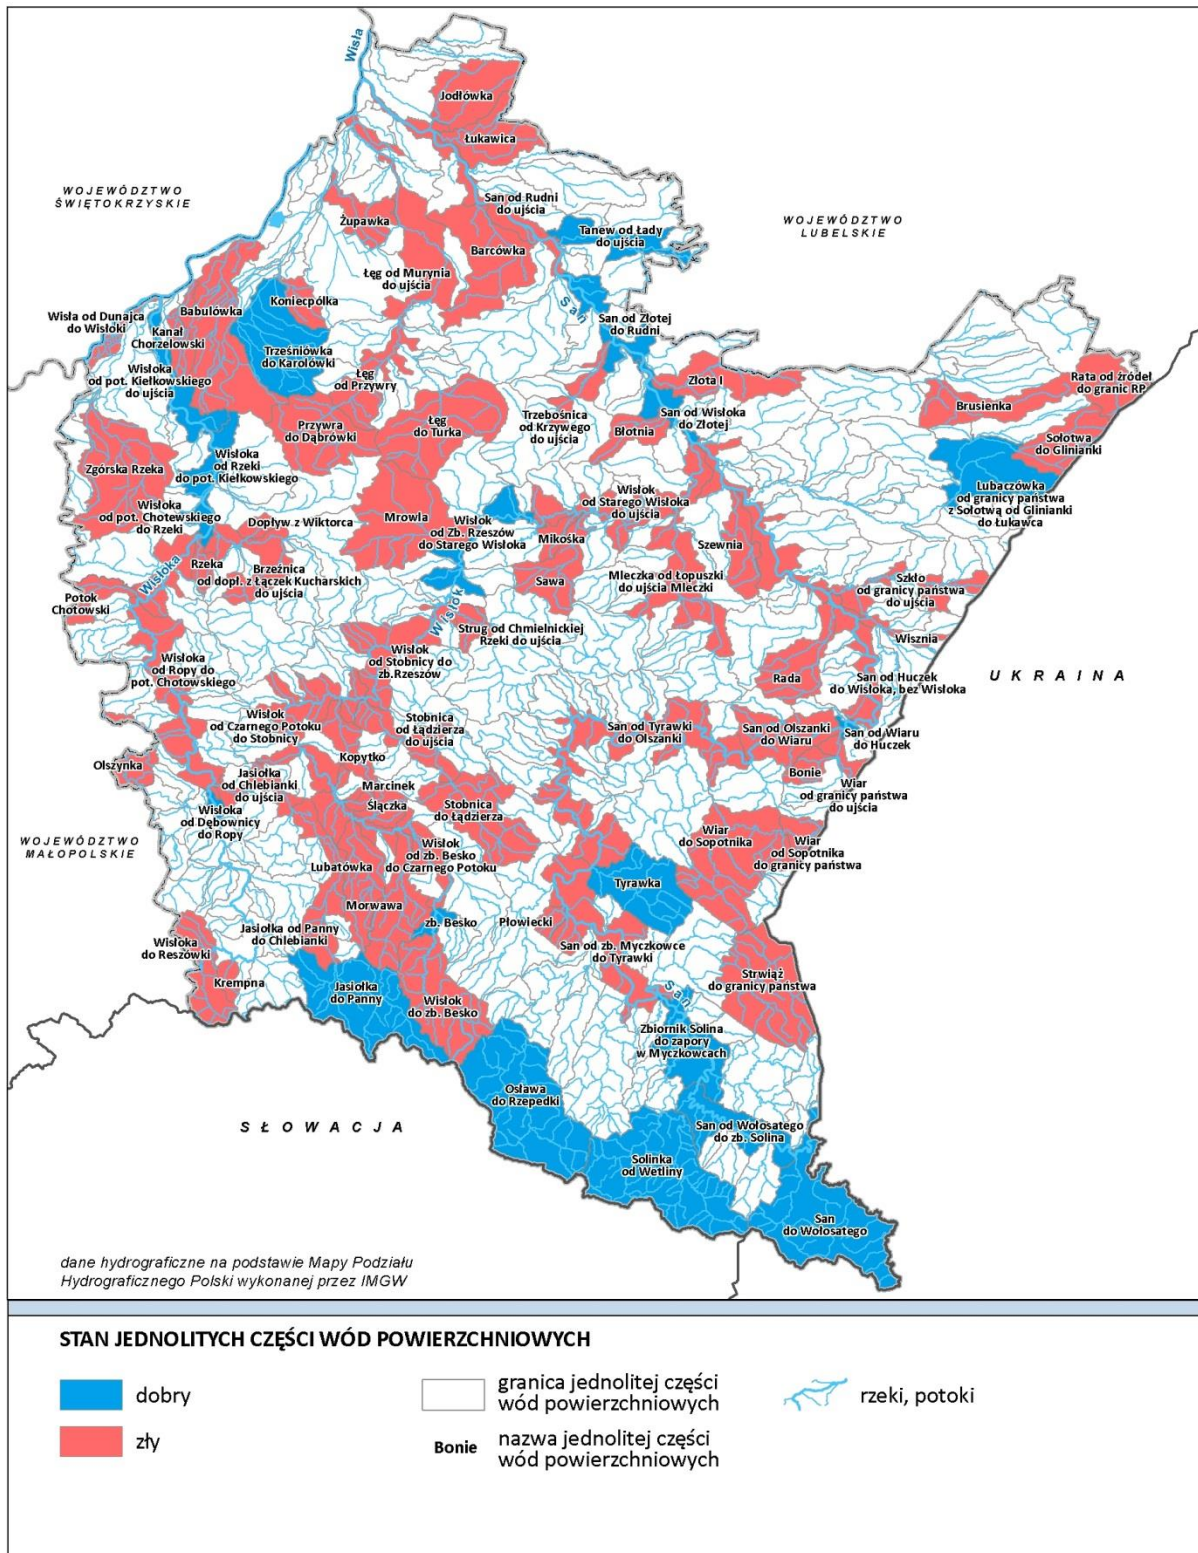 Wisła
Jodłówka
Łukawica
WOJEWÓDZTWO
ŚWIĘTOKRZYSKIE
San od Rudni
do ujścia
WOJEWÓDZTWO
LUBELSKIE
Żupawka
Tanew od Łady
do ujścia
Barcówka
Łęg od Murynia
do ujścia
Koniecpólka
Babulówka
San
Wisła od Dunajca
do Wisłoki
Kanał
Chorzelowski
San od Złotej
do Rudni
Trześniówka
do Karolówki
Wisłoka
od pot. Kiełkowskiego
do ujścia
Łęg
od Przywry
Złota I
Rata od źródeł
do granic RP
Brusienka
Trzebośnica
od Krzywego
do ujścia
San od Wisłoka
do Złotej
Błotnia
Przywra
do Dąbrówki
Łęg
do Turka
Sołotwa
do Glinianki
Zgórska Rzeka
Wisłoka
od Rzeki
do pot. Kiełkowskiego
Lubaczówka
od granicy państwa
z Sołotwą od Glinianki
do Łukawca
Wisłoka
od pot. Chotewskiego
do Rzeki
Dopływ z Wiktorca
Mrowla
Wisłok
od Zb. Rzeszów
do Starego Wisłoka
Wisłok
od Starego Wisłoka
do ujścia
Mikośka
Szewnia
Rzeka
Brzeźnica
od dopł. z Łączek Kucharskich
do ujścia
Wisłoka
Sawa
Mleczka od Łopuszki
do ujścia Mleczki
Szkło
od granicy państwa
do ujścia
Potok
Chotowski
Wisłok
Strug od Chmielnickiej
Rzeki do ujścia
Wisznia
Wisłok
od Stobnicy do
zb.Rzeszów
Wisłoka
od Ropy do
pot. Chotowskiego
Rada
San od Huczek
do Wisłoka, bez Wisłoka
UKRAINA
Wisłok
od Czarnego Potoku
do Stobnicy
Stobnica
od Łądzierza
do ujścia
San od Tyrawki
do Olszanki
San od Olszanki
do Wiaru
San od Wiaru
do Huczek
Olszynka
Kopytko
Jasiołka
od Chlebianki
do ujścia
Marcinek
Bonie
Wiar
od granicy państwa
do ujścia
Ślączka
Stobnica
do Łądzierza
Wisłoka
od Dębownicy
do Ropy
WOJEWÓDZTWO
MAŁOPOLSKIE
Wiar
do Sopotnika
Wiar
od Sopotnika
do granicy państwa
Lubatówka
Wisłok
od zb. Besko
do Czarnego Potoku
Tyrawka
Morwawa
zb. Besko
Płowiecki
Jasiołka od Panny
do Chlebianki
Wisłoka
do Reszówki
San od zb. Myczkowce
do Tyrawki
Strwiąż
do granicy państwa
Krempna
Jasiołka
do Panny
Wisłok
do zb. Besko
San
Zbiornik Solina
do zapory
w Myczkowcach
Osława
do Rzepedki
SŁOWACJA
San od Wołosatego
do zb. Solina
Solinka
od Wetliny
San
do Wołosatego
dane hydrograficzne na podstawie Mapy Podziału
Hydrograficznego Polski wykonanej przez IMGW
STAN JEDNOLITYCH CZĘŚCI WÓD POWIERZCHNIOWYCH
dobry
zły
granica jednolitej części
wód powierzchniowych
Bonie
nazwa jednolitej części
wód powierzchniowych
rzeki, potoki